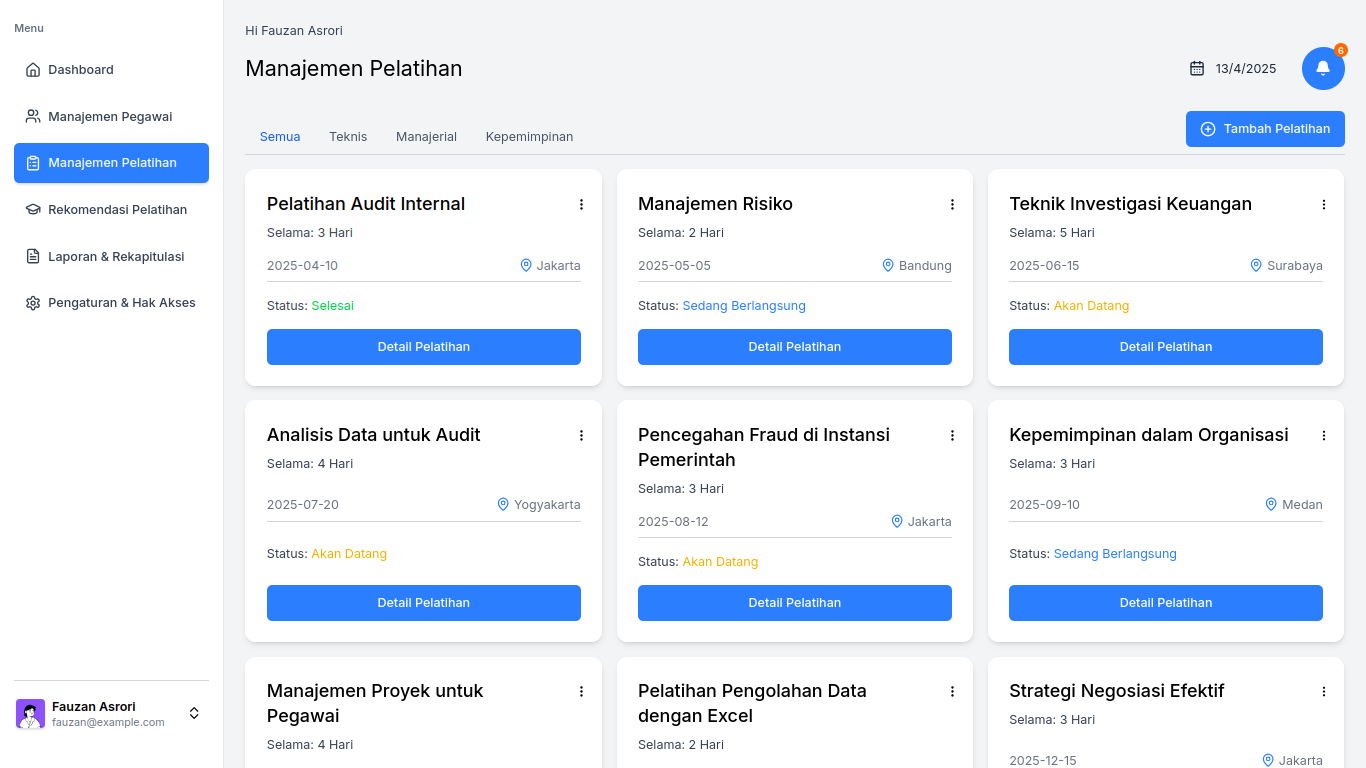 Menu
Dashboard
Manajemen Pegawai
Manajemen Pelatihan
Rekomendasi Pelatihan
Laporan & Rekapitulasi
Pengaturan & Hak Akses
Fauzan Asrori
fauzan@example.com
Hi Fauzan Asrori
Manajemen Pelatihan
13/4/2025
6
Semua Teknis Manajerial Kepemimpinan
Tambah Pelatihan
Pelatihan Audit Internal
Selama: 3 Hari
2025-04-10 Jakarta
Status: Selesai
Detail Pelatihan
Manajemen Risiko
Selama: 2 Hari
2025-05-05 Bandung
Status: Sedang Berlangsung
Detail Pelatihan
Teknik Investigasi Keuangan
Selama: 5 Hari
2025-06-15 Surabaya
Status: Akan Datang
Detail Pelatihan
Analisis Data untuk Audit
Selama: 4 Hari
2025-07-20 Yogyakarta
Status: Akan Datang
Detail Pelatihan
Pencegahan Fraud di Instansi
Pemerintah
Selama: 3 Hari
2025-08-12 Jakarta
Status: Akan Datang
Detail Pelatihan
Kepemimpinan dalam Organisasi
Selama: 3 Hari
2025-09-10 Medan
Status: Sedang Berlangsung
Detail Pelatihan
Manajemen Proyek untuk
Pegawai
Selama: 4 Hari
Pelatihan Pengolahan Data
dengan Excel
Selama: 2 Hari
Strategi Negosiasi Efektif
Selama: 3 Hari
2025-12-15 Jakarta